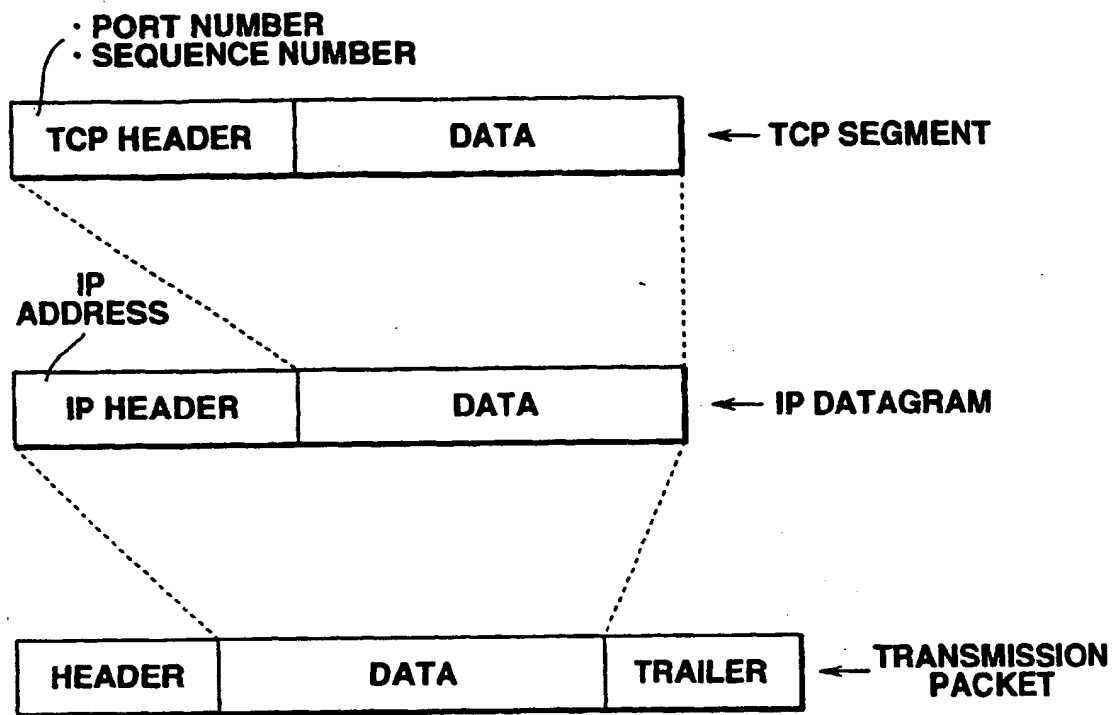 · PORT NUMBER
· SEQUENCE NUMBER
TCP HEADER DATA ← TCP SEGMENT
IP
ADDRESS
IP HEADER DATA ← IP DATAGRAM
HEADER DATA TRAILER ← TRANSMISSION
PACKET